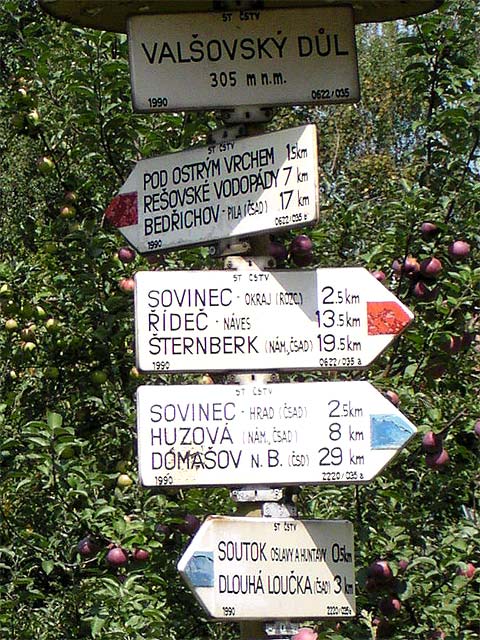 ST ČSTV
VALŠOVSKÝ DŮL
305 m n.m.
1990 0622/035
ST ČSTV
POD OSTRÝM VRCHEM 1.5 km
REŠOVSKÉ VODOPÁDY 7 km
BEDŘICHOV - PILA (ČSAD) 17 km
1990 0622/035
ST ČSTV
SOVINEC - OKRAJ (ROZC.) 2.5 km
ŘÍDEČ - NÁVES 13.5 km
ŠTERNBERK (NÁM., ČSAD) 19.5 km
1990 0622/035 a
ST ČSTV
SOVINEC - HRAD (ČSAD) 2.5 km
HUZOVÁ (NÁM., ČSAD) 8 km
DOMAŠOV N. B. (ČSD) 29 km
1990 2220/035 a
ST ČSTV
SOUTOK OSLAVY A HUNTAVY 0.5 km
DLOUHÁ LOUČKA (ČSAD) 3 km
1990 2220/035